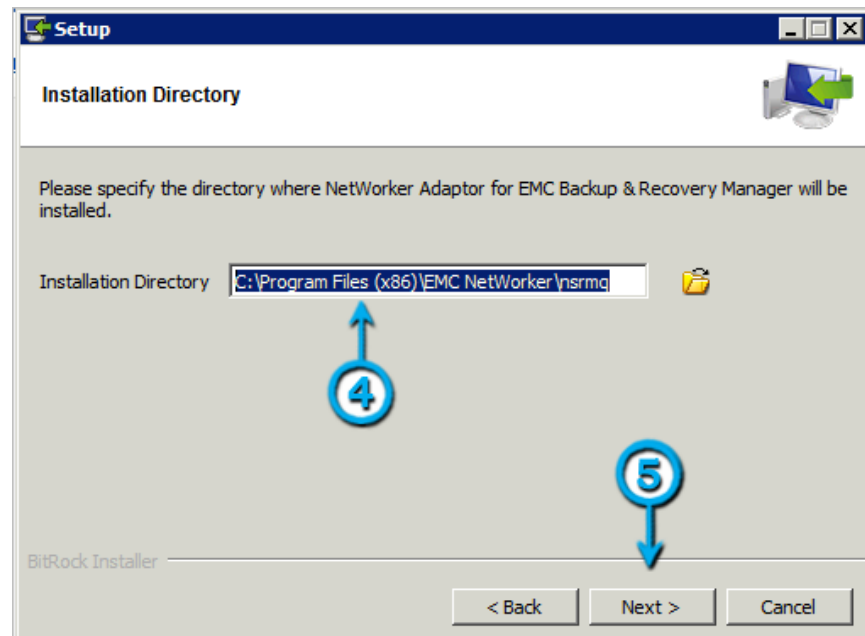 Setup
Installation Directory
Please specify the directory where NetWorker Adaptor for EMC Backup & Recovery Manager will be
installed.
Installation Directory C:\Program Files (x86)\EMC NetWorker\nsrmq
4
5
BitRock Installer
< Back Next > Cancel